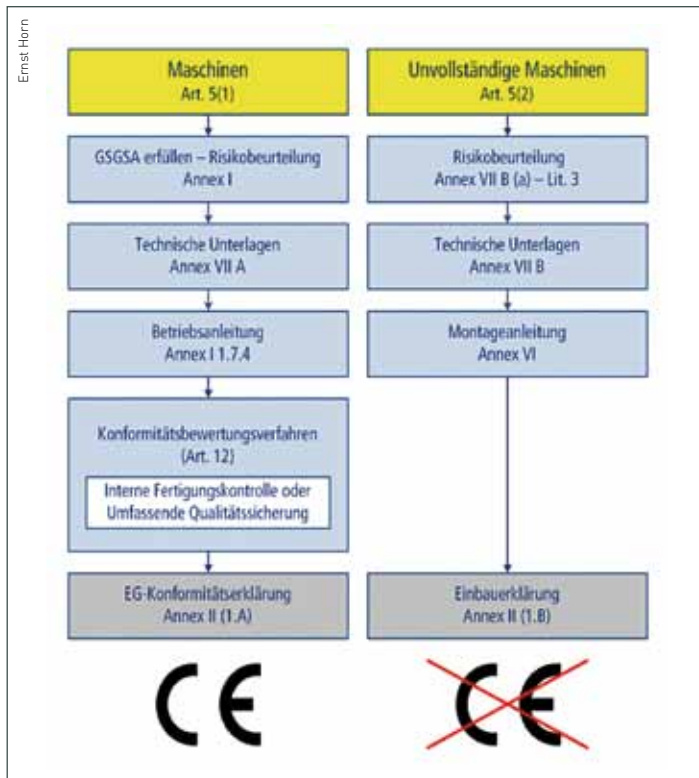 Ernst Horn
Maschinen
Art. 5(1)
GSGSA erfüllen – Risikobeurteilung
Annex I
Technische Unterlagen
Annex VII A
Betriebsanleitung
Annex I 1.7.4
Konformitätsbewertungsverfahren
(Art. 12)
Interne Fertigungskontrolle oder
Umfassende Qualitätssicherung
EG-Konformitätserklärung
Annex II (1.A)
CE
Unvollständige Maschinen
Art. 5(2)
Risikobeurteilung
Annex VII B (a) – Lit. 3
Technische Unterlagen
Annex VII B
Montageanleitung
Annex VI
Einbauerklärung
Annex II (1.B)
CE